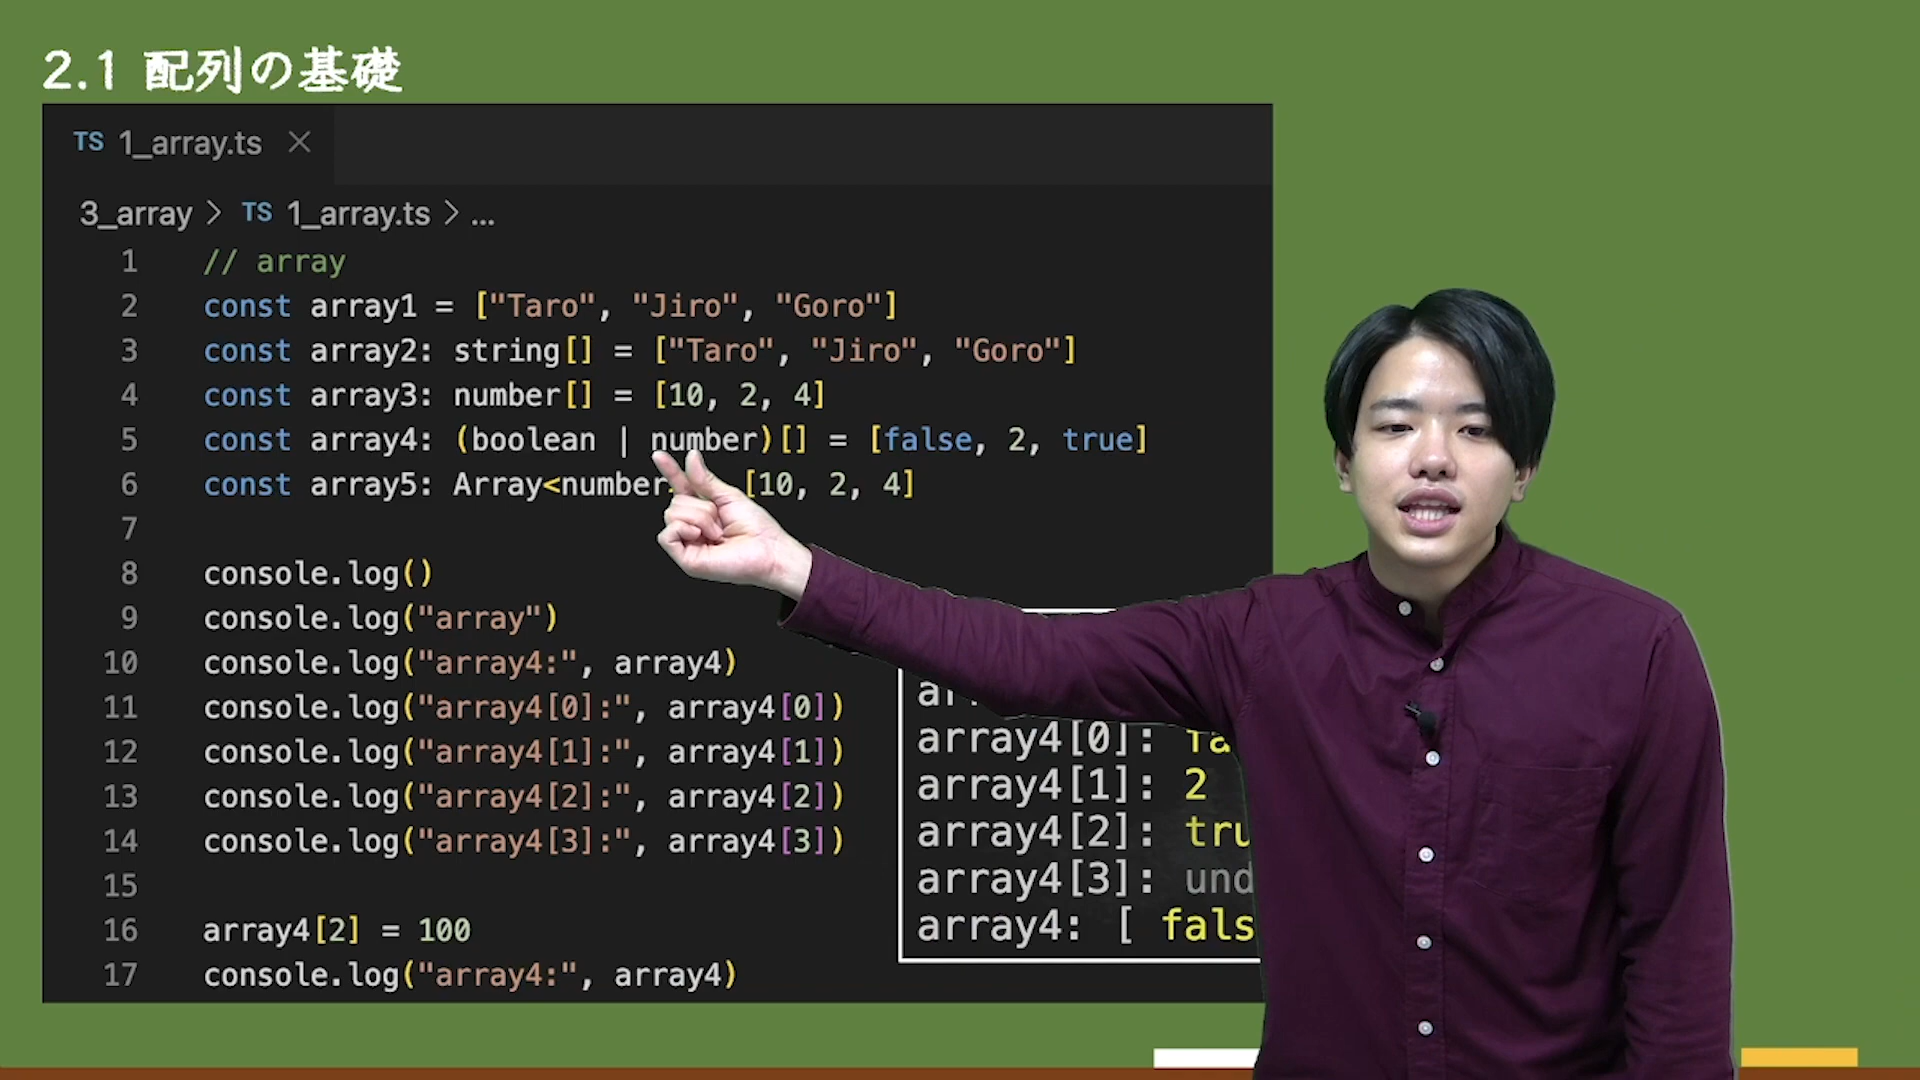 2.1 配列の基礎
TS 1_array.ts ×
3_array > TS 1_array.ts > ...
1 // array
2 const array1 = ["Taro", "Jiro", "Goro"]
3 const array2: string[] = ["Taro", "Jiro", "Goro"]
4 const array3: number[] = [10, 2, 4]
5 const array4: (boolean | number)[] = [false, 2, true]
6 const array5: Array<number [10, 2, 4]
7
8 console.log()
9 console.log("array")
10 console.log("array4:", array4)
11 console.log("array4[0]:", array4[0])
12 console.log("array4[1]:", array4[1])
13 console.log("array4[2]:", array4[2])
14 console.log("array4[3]:", array4[3])
15
16 array4[2] = 100
17 console.log("array4:", array4)
array4[0]:
array4[1]: 2
array4[2]:
array4[3]:
array4: [